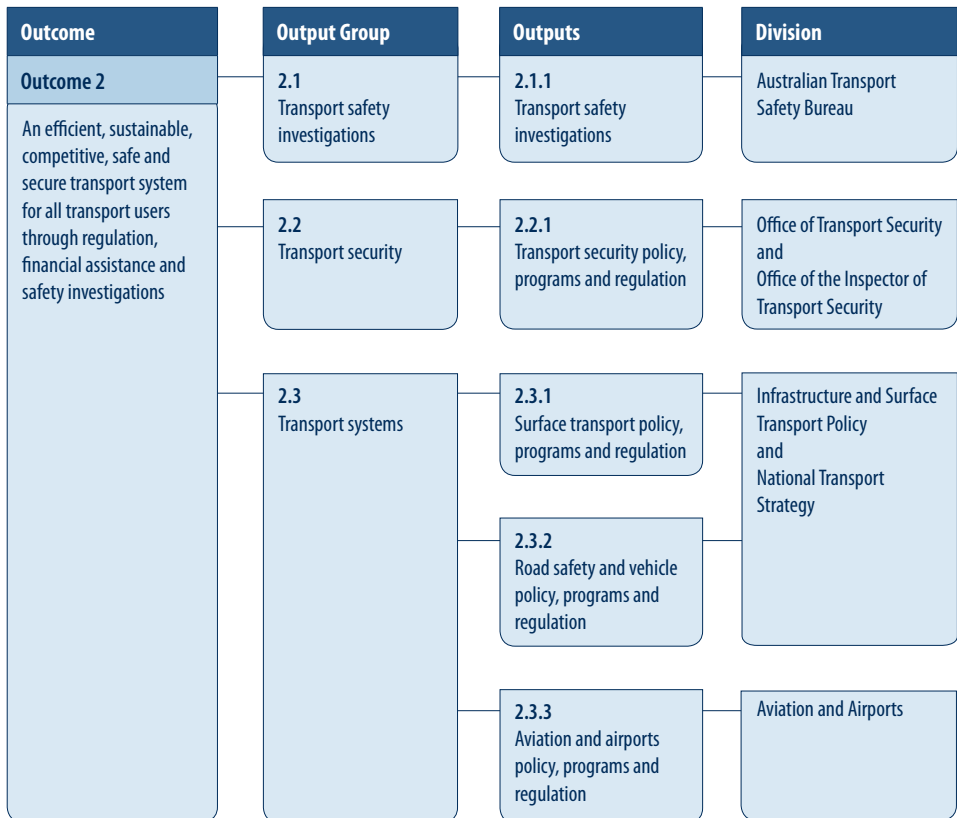 Outcome
Output Group
Outputs
Division
Outcome 2
An efficient, sustainable,
competitive, safe and
secure transport system
for all transport users
through regulation,
financial assistance and
safety investigations
2.1
Transport safety
investigations
2.1.1
Transport safety
investigations
Australian Transport
Safety Bureau
2.2
Transport security
2.2.1
Transport security policy,
programs and regulation
Office of Transport Security
and
Office of the Inspector of
Transport Security
2.3
Transport systems
2.3.1
Surface transport policy,
programs and regulation
Infrastructure and Surface
Transport Policy
and
National Transport
Strategy
2.3.2
Road safety and vehicle
policy, programs and
regulation
2.3.3
Aviation and airports
policy, programs and
regulation
Aviation and Airports